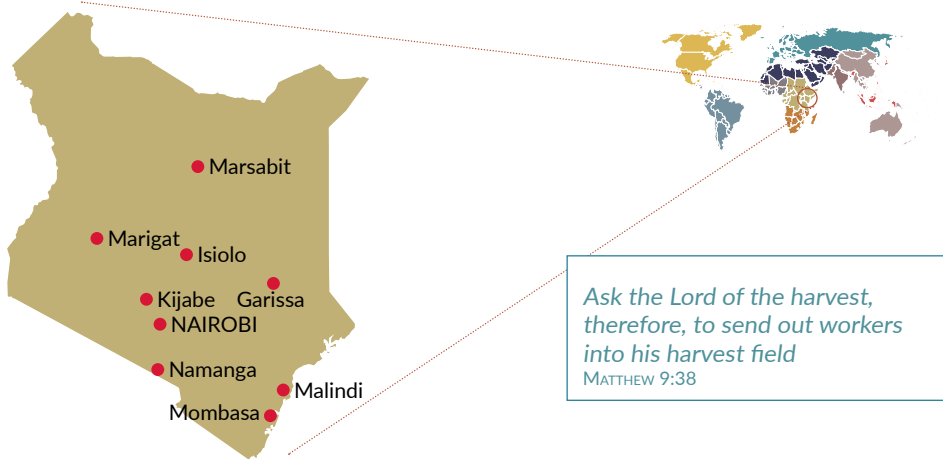 Marsabit
Marigat
Isiolo
Kijabe
Garissa
NAIROBI
Namanga
Malindi
Mombasa
Ask the Lord of the harvest,
therefore, to send out workers
into his harvest field
MATTHEW 9:38